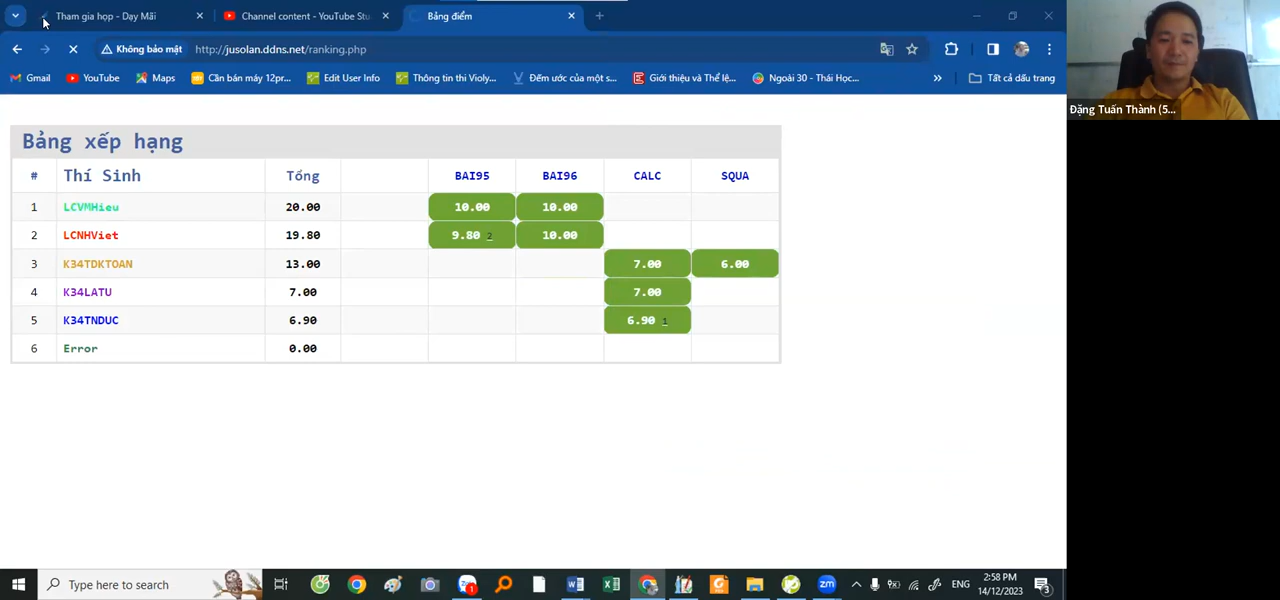 Tham gia họp - Dạy Mãi
Channel content - YouTube Stu
Bảng điểm
Không bảo mật
http://jusolan.ddns.net/ranking.php
Gmail
YouTube
Maps
Cần bán máy 12pr...
Edit User Info
Thông tin thi Violy...
Đếm ước của một s...
Giới thiệu và Thể lệ...
Ngoài 30 - Thái Học...
»
Tất cả dấu trang
Đặng Tuấn Thành (5...
Bảng xếp hạng
# Thí Sinh Tổng BAI95 BAI96 CALC SQUA
1 LCVMHieu 20.00 10.00 10.00
2 LCNHViet 19.80 9.80 2 10.00
3 K34TDKTOAN 13.00 7.00 6.00
4 K34LATU 7.00 7.00
5 K34TNDUC 6.90 6.90 1
6 Error 0.00
Type here to search
ENG
2:58 PM
14/12/2023